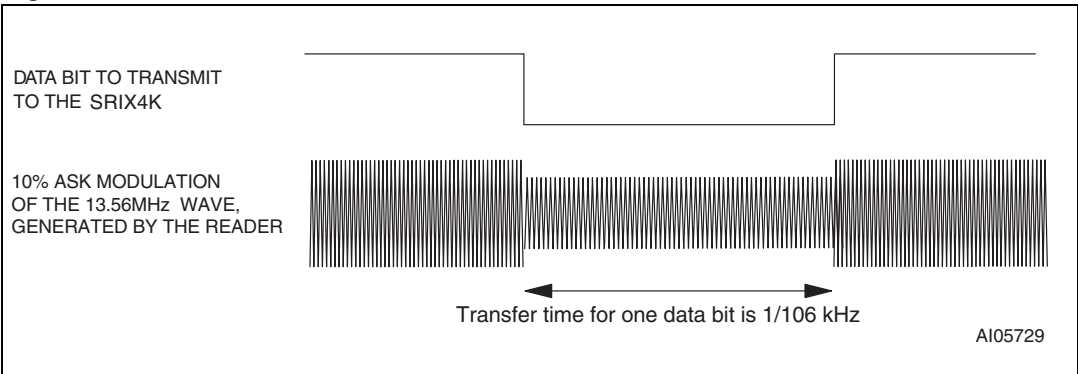 DATA BIT TO TRANSMIT
TO THE SRIX4K
10% ASK MODULATION
OF THE 13.56MHz WAVE,
GENERATED BY THE READER
Transfer time for one data bit is 1/106 kHz
AI05729